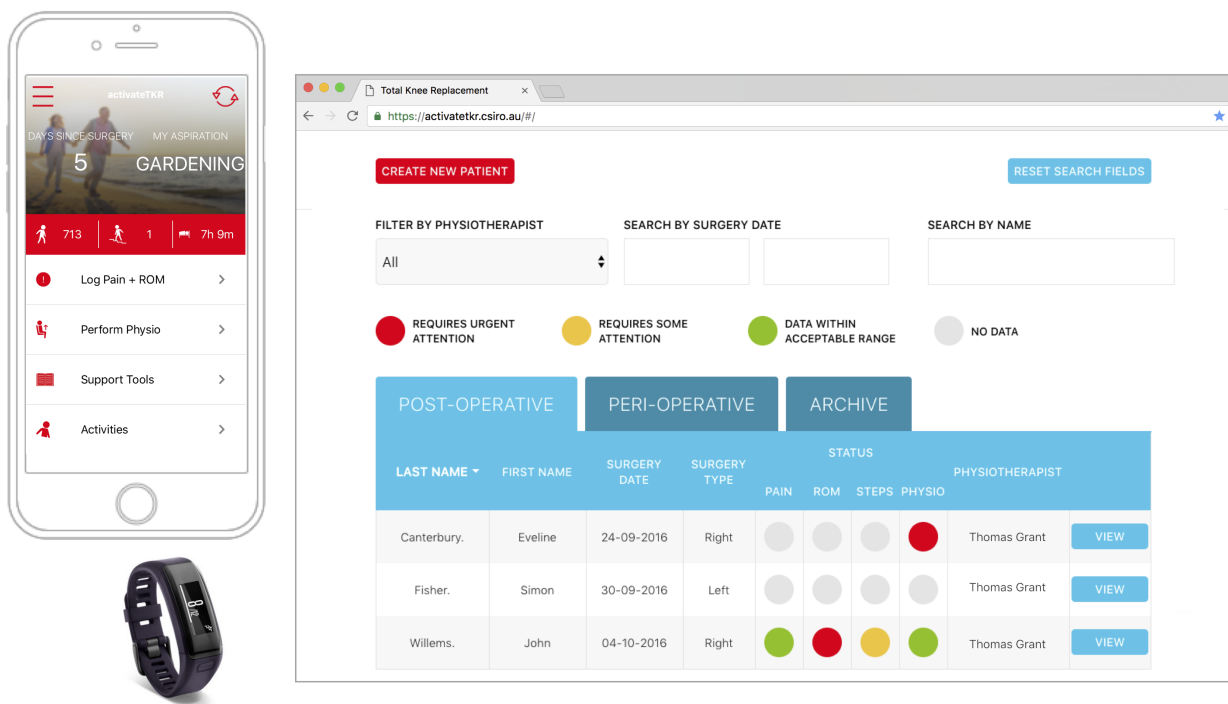 activateTKR
DAYS SINCE SURGERY MY ASPIRATION
5 GARDENING
713 1 7h 9m
Log Pain + ROM
Perform Physio
Support Tools
Activities
Total Knee Replacement
https://activatetkr.csiro.au/#/
CREATE NEW PATIENT RESET SEARCH FIELDS
FILTER BY PHYSIOTHERAPIST SEARCH BY SURGERY DATE SEARCH BY NAME
All
REQUIRES URGENT
ATTENTION
REQUIRES SOME
ATTENTION
DATA WITHIN
ACCEPTABLE RANGE
NO DATA
POST-OPERATIVE PERI-OPERATIVE ARCHIVE
LAST NAME FIRST NAME SURGERY
DATE
SURGERY
TYPE
STATUS
PAIN ROM STEPS PHYSIO
PHYSIOTHERAPIST
Canterbury. Eveline 24-09-2016 Right Thomas Grant VIEW
Fisher. Simon 30-09-2016 Left Thomas Grant VIEW
Willems. John 04-10-2016 Right Thomas Grant VIEW